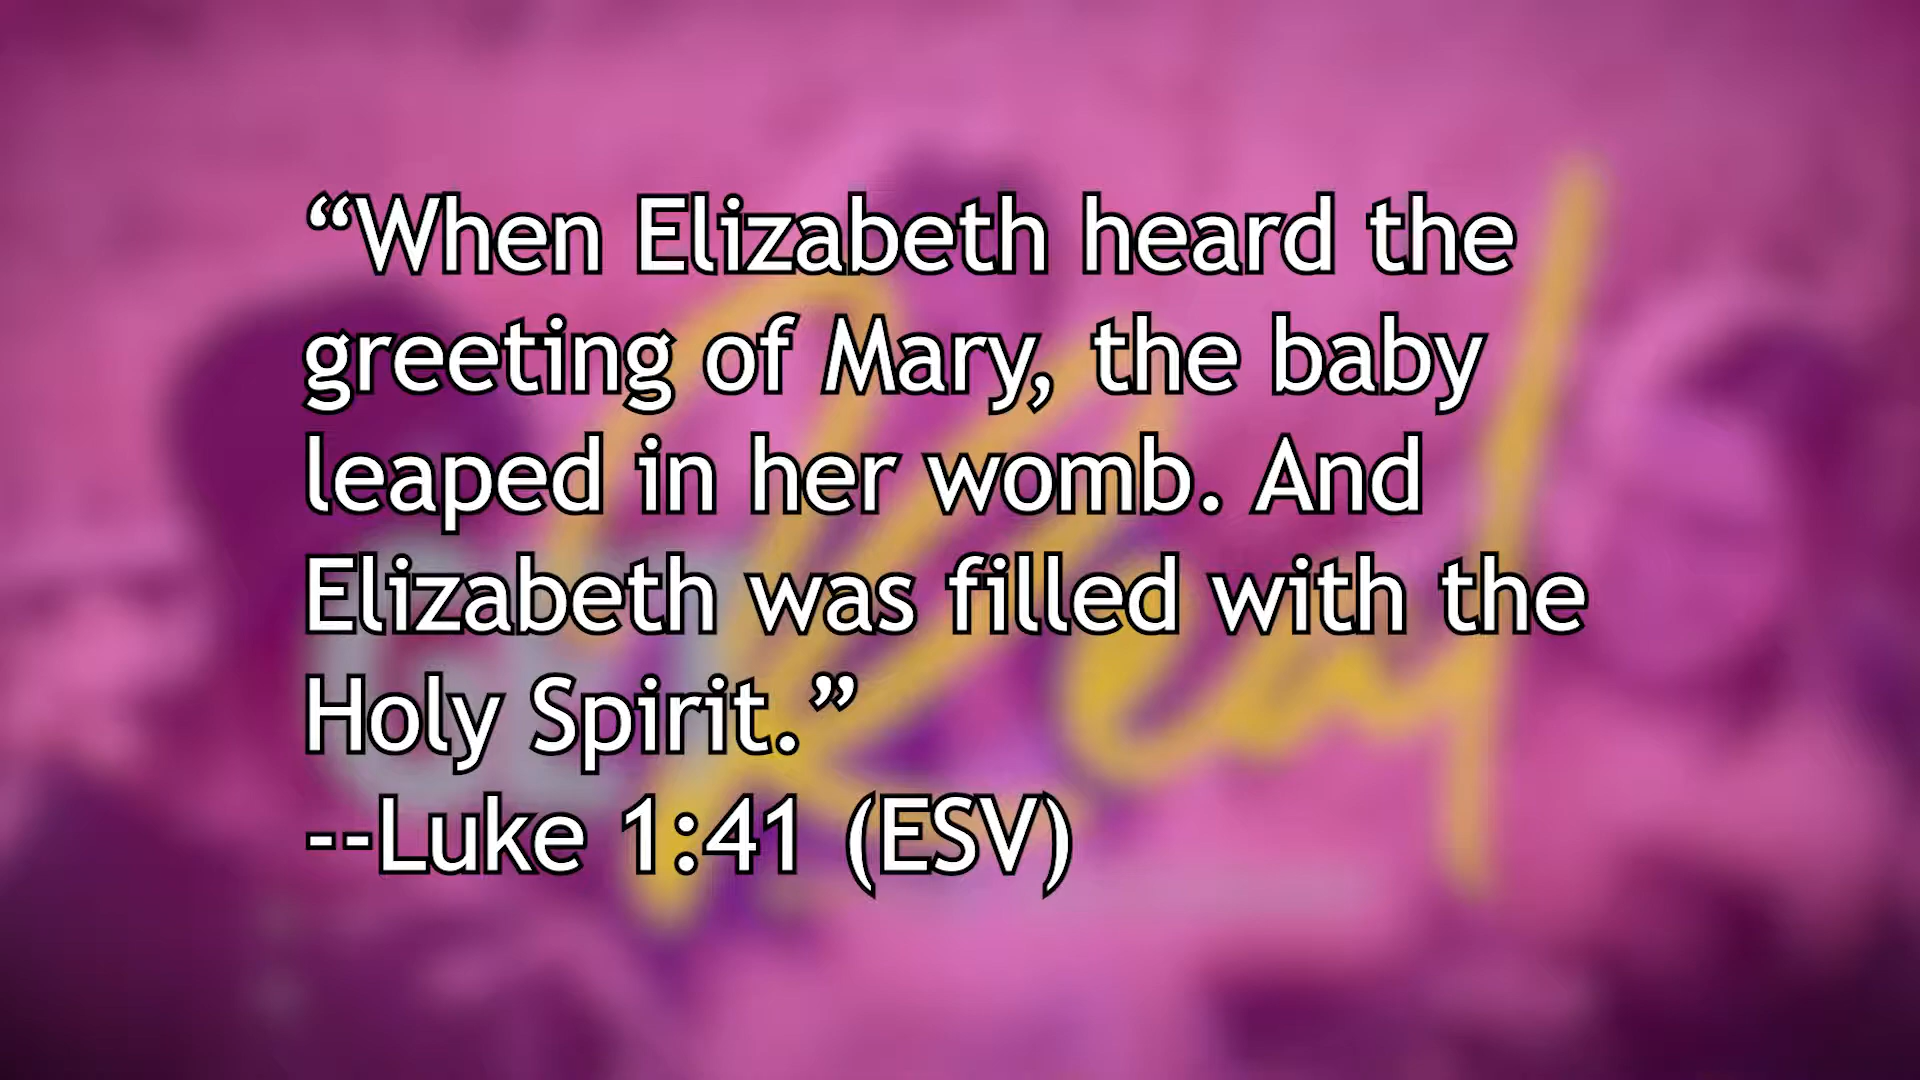 “When Elizabeth heard the
greeting of Mary, the baby
leaped in her womb. And
Elizabeth was filled with the
Holy Spirit.”
--Luke 1:41 (ESV)